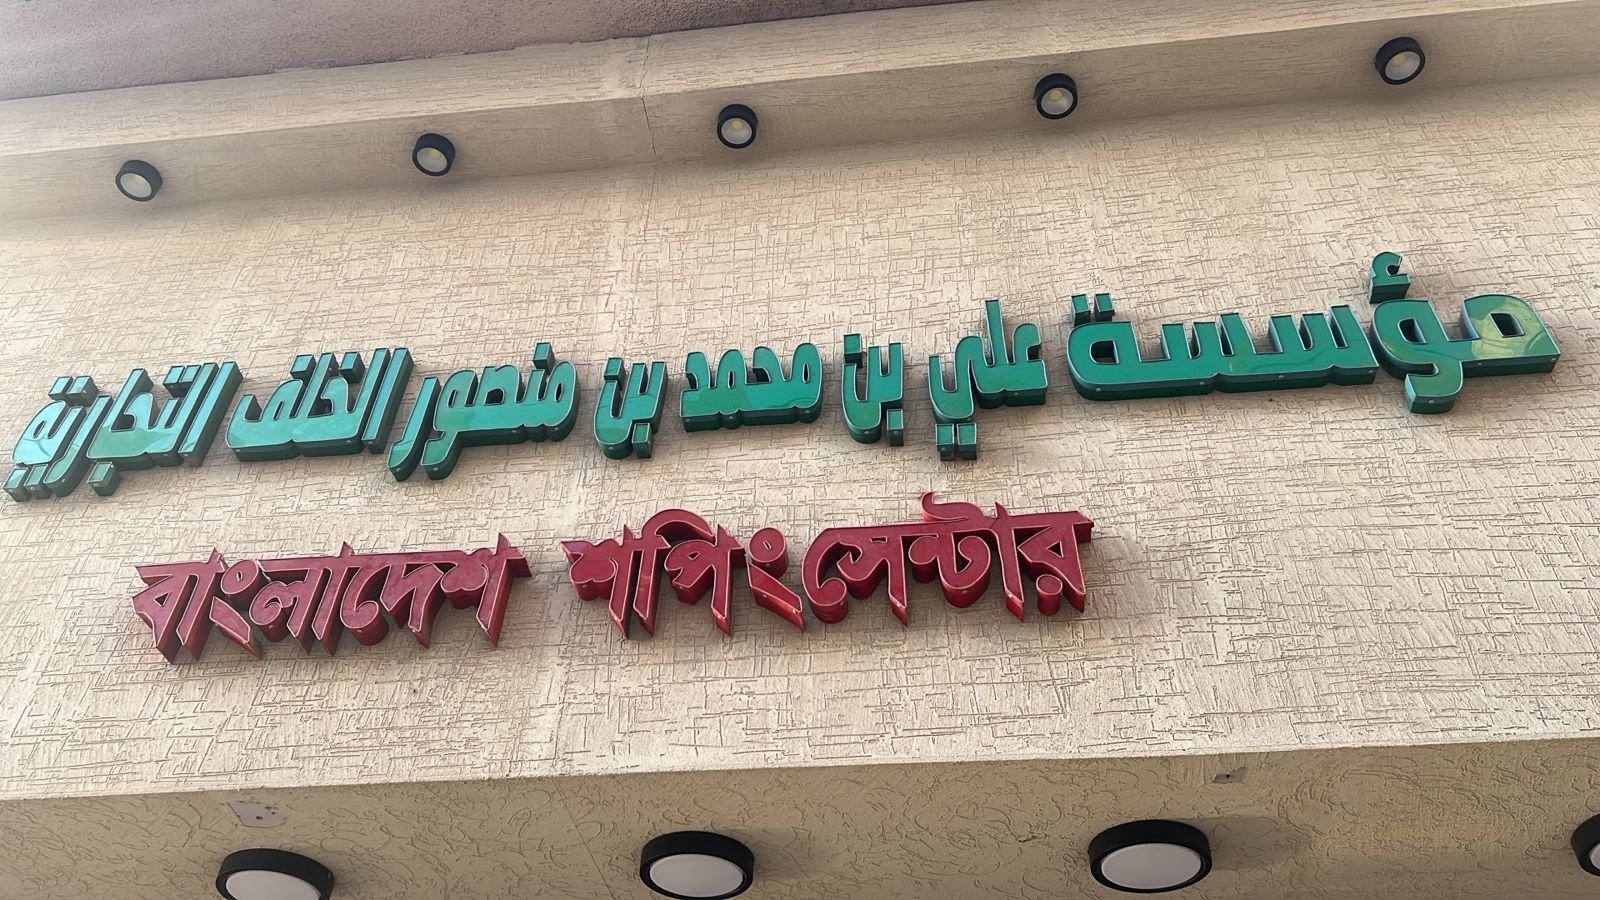 مؤسسة علي بن محمد بن منصور الخلف التجارية
বাংলাদেশ শপিং সেন্টার